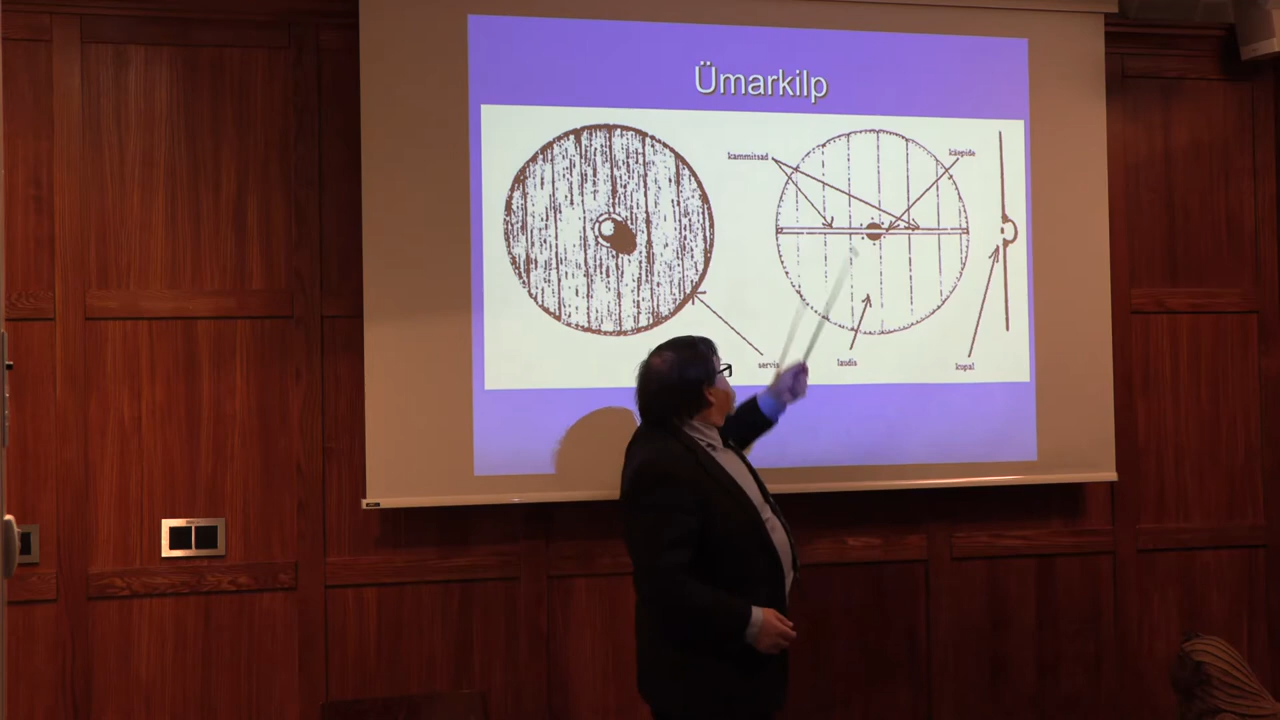 Ümarkilp
kammitsad
käepide
servis
laudis
kupal